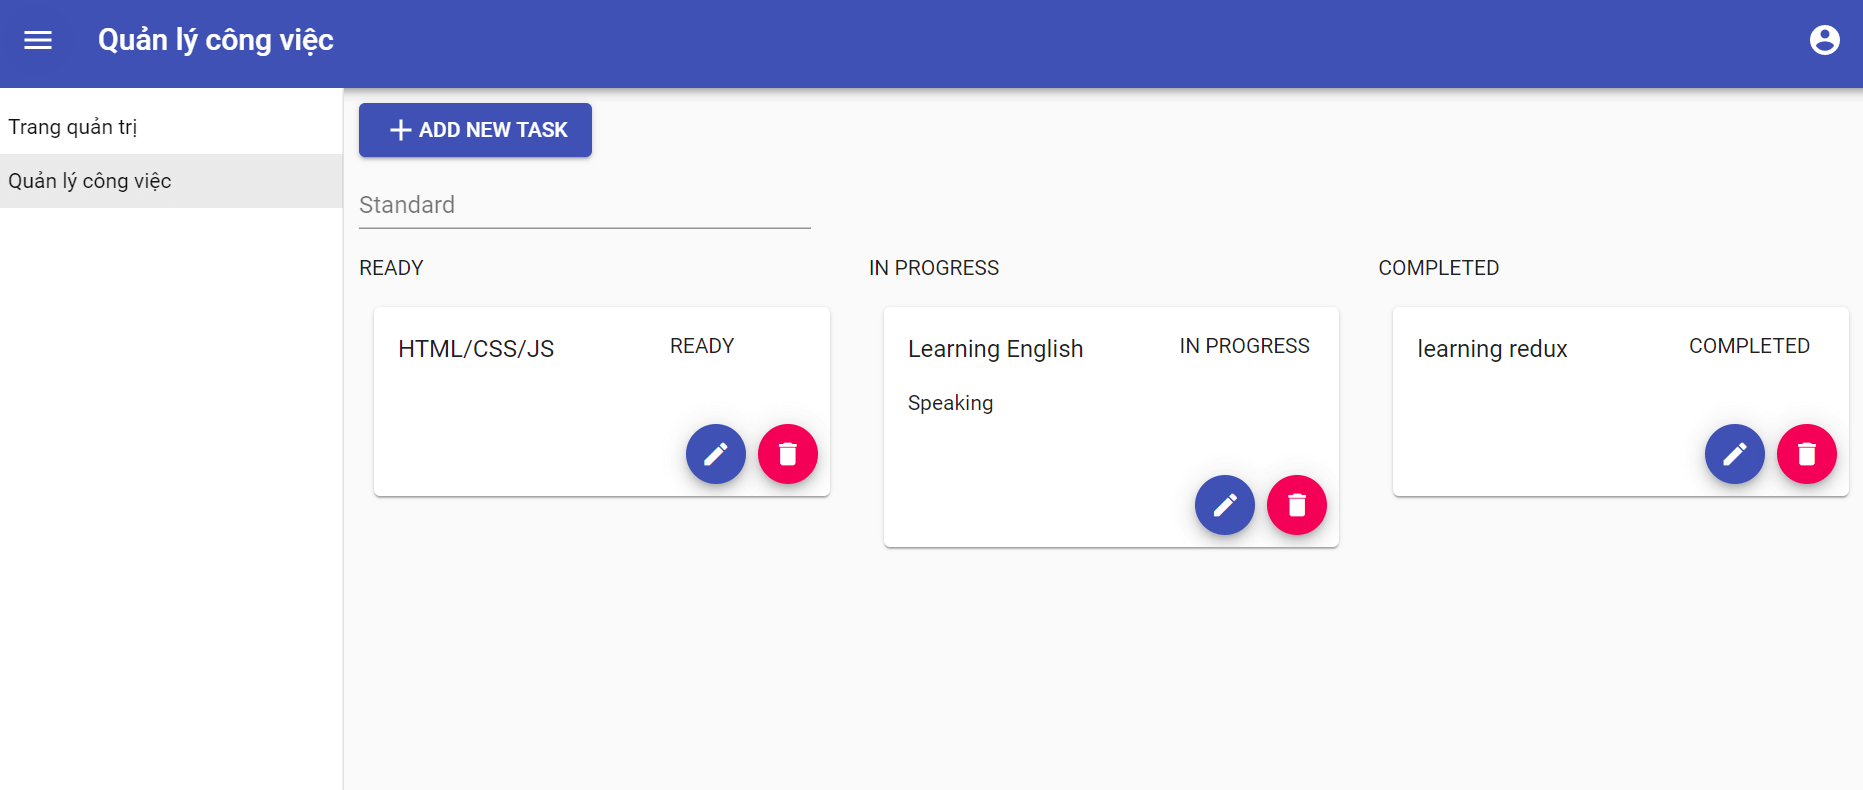 Quản lý công việc
Trang quản trị
Quản lý công việc
ADD NEW TASK
Standard
READY
HTML/CSS/JS
READY
IN PROGRESS
Learning English
IN PROGRESS
Speaking
COMPLETED
learning redux
COMPLETED